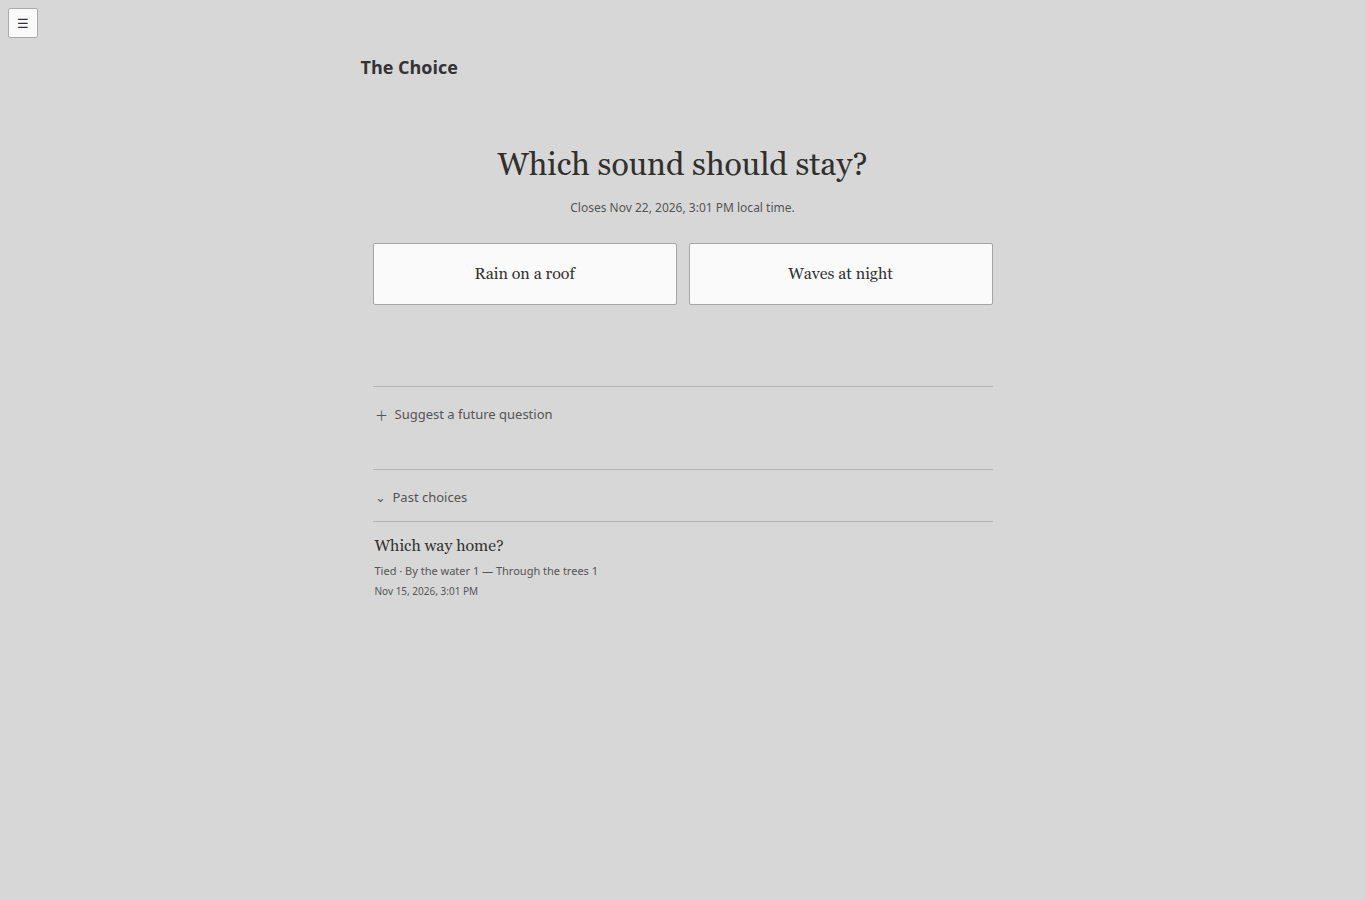 ☰
The Choice
Which sound should stay?
Closes Nov 22, 2026, 3:01 PM local time.
Rain on a roof
Waves at night
+ Suggest a future question
⌄ Past choices
Which way home?
Tied · By the water 1 — Through the trees 1
Nov 15, 2026, 3:01 PM